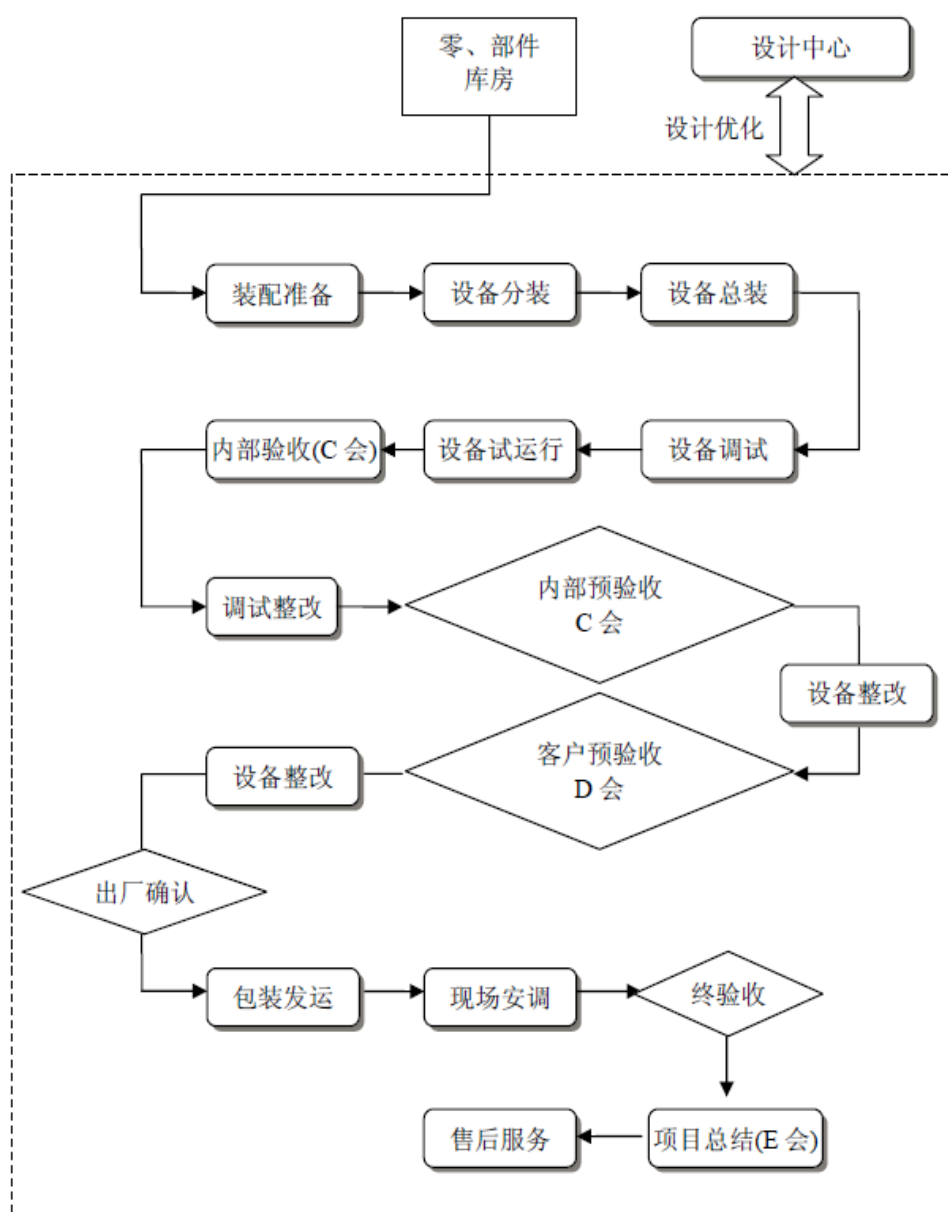 零、部件
库房
设计中心
设计优化
装配准备
设备分装
设备总装
内部验收(C 会)
设备试运行
设备调试
调试整改
内部预验收
C 会
设备整改
设备整改
客户预验收
D 会
出厂确认
包装发运
现场安调
终验收
售后服务
项目总结(E 会)